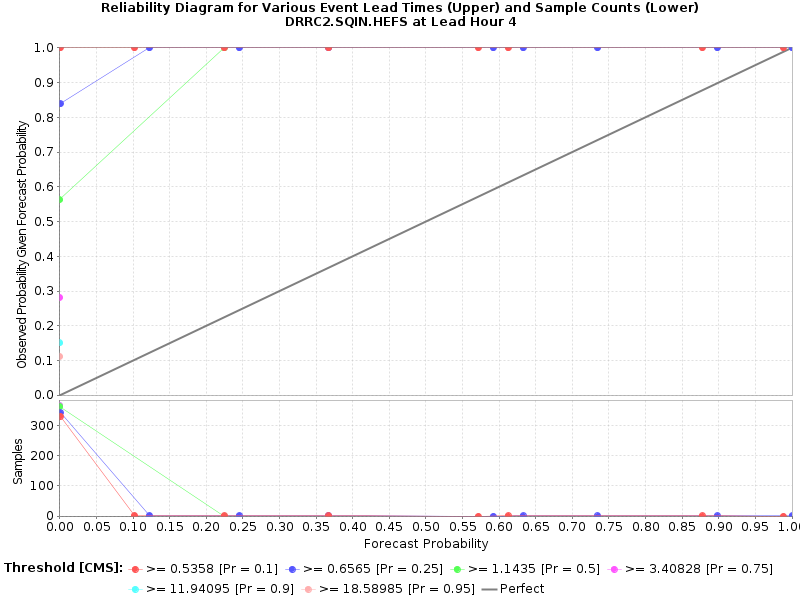 Reliability Diagram for Various Event Lead Times (Upper) and Sample Counts (Lower)
DRRC2.SQIN.HEFS at Lead Hour 4
Observed Probability Given Forecast Probability
1.0
0.9
0.8
0.7
0.6
0.5
0.4
0.3
0.2
0.1
0.0
Samples
300
200
100
0
0.00 0.05 0.10 0.15 0.20 0.25 0.30 0.35 0.40 0.45 0.50 0.55 0.60 0.65 0.70 0.75 0.80 0.85 0.90 0.95 1.0
Forecast Probability
Threshold [CMS]: >= 0.5358 [Pr = 0.1] >= 0.6565 [Pr = 0.25] >= 1.1435 [Pr = 0.5] >= 3.40828 [Pr = 0.75]
>= 11.94095 [Pr = 0.9] >= 18.58985 [Pr = 0.95] Perfect